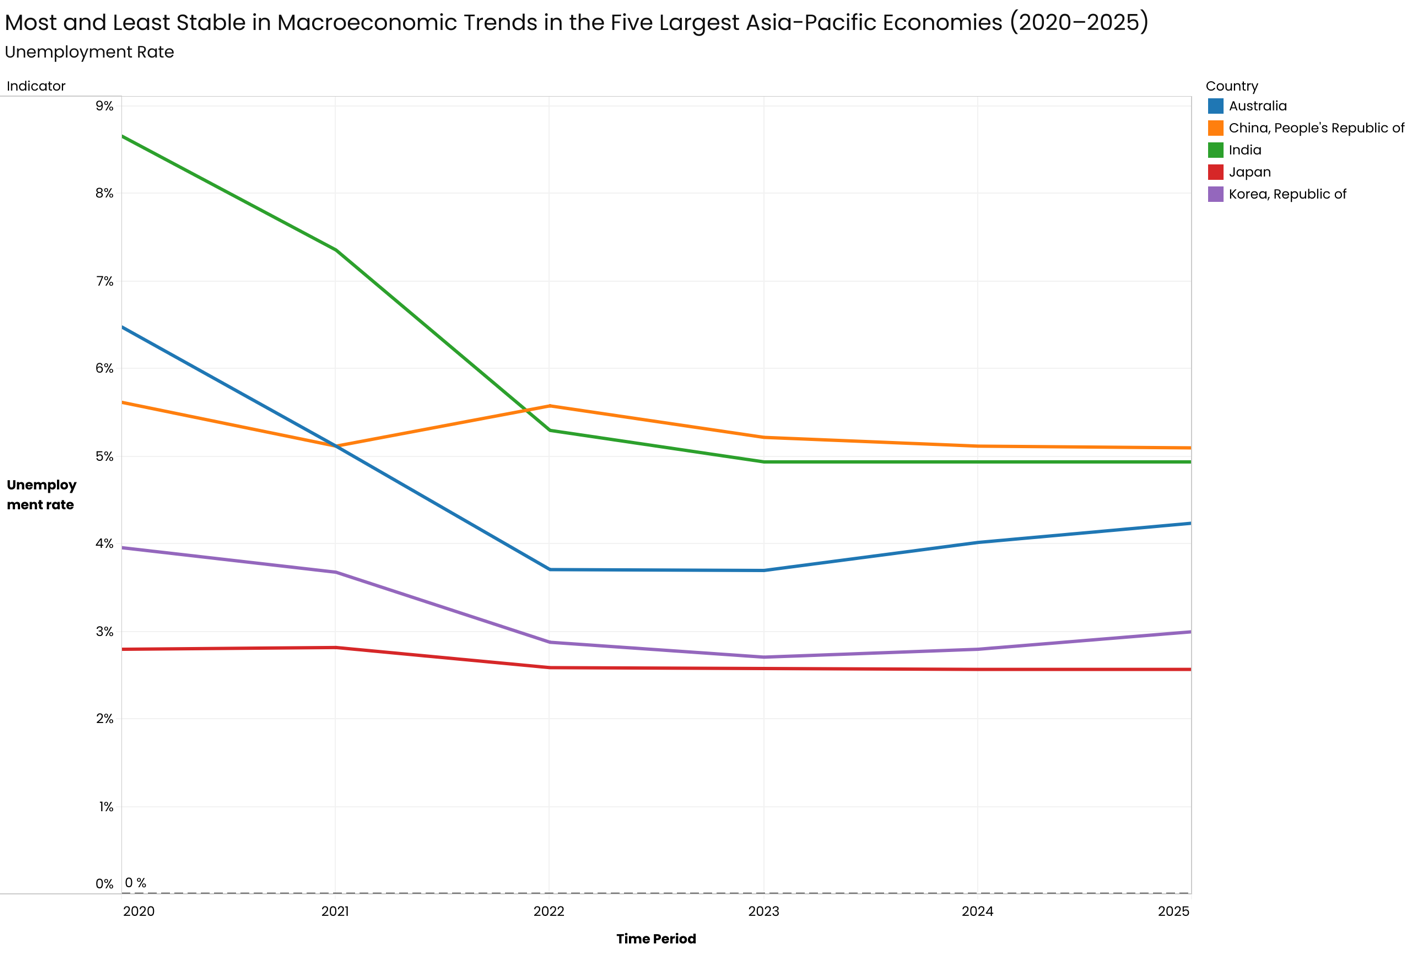 Most and Least Stable in Macroeconomic Trends in the Five Largest Asia-Pacific Economies (2020–2025)
Unemployment Rate
Indicator
Country
Australia
China, People's Republic of
India
Japan
Korea, Republic of
9%
8%
7%
6%
5%
Unemploy
ment rate
4%
3%
2%
1%
0%
0 %
2020
2021
2022
2023
2024
2025
Time Period